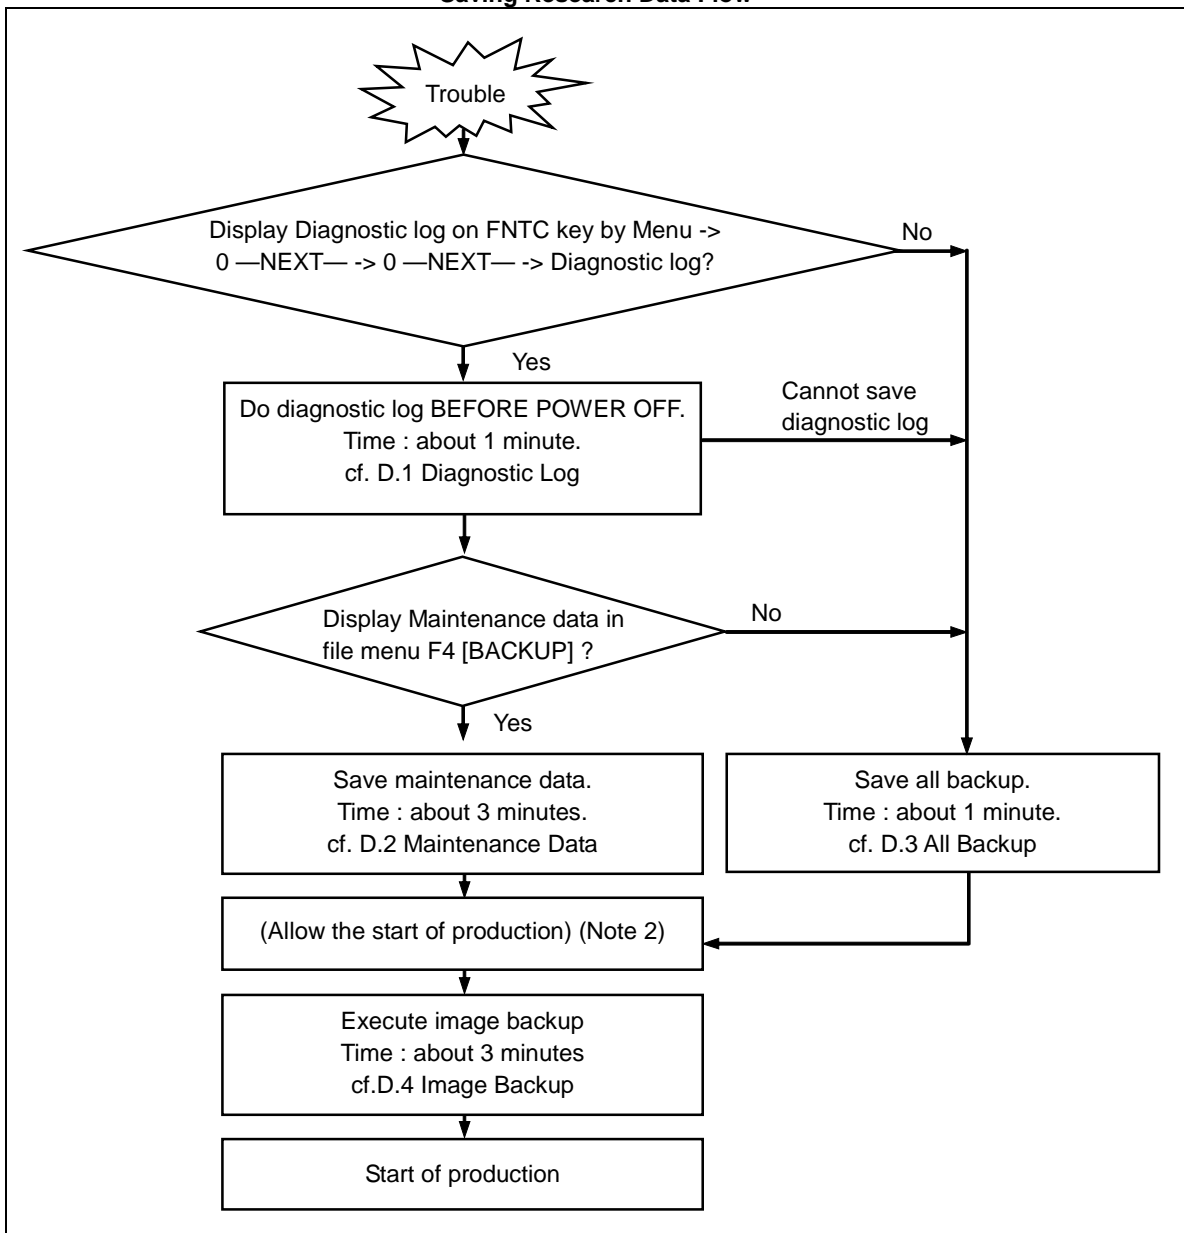 Trouble
Display Diagnostic log on FNTC key by Menu ->
0 —NEXT— -> 0 —NEXT— -> Diagnostic log?
No
Yes
Do diagnostic log BEFORE POWER OFF.
Time : about 1 minute.
cf. D.1 Diagnostic Log
Cannot save
diagnostic log
Display Maintenance data in
file menu F4 [BACKUP] ?
No
Yes
Save maintenance data.
Time : about 3 minutes.
cf. D.2 Maintenance Data
Save all backup.
Time : about 1 minute.
cf. D.3 All Backup
(Allow the start of production) (Note 2)
Execute image backup
Time : about 3 minutes
cf.D.4 Image Backup
Start of production